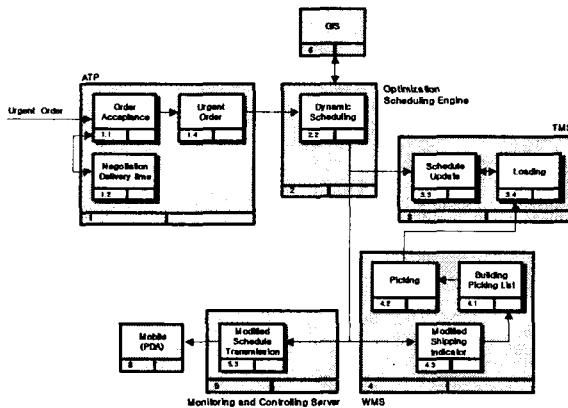 GIS
6
ATP
Optimization
Scheduling Engine
Urgent Order
Order
Acceptance
1.1
Urgent
Order
1.4
Dynamic
Scheduling
2.2
TMS
Negotiation
Delivery time
1.2
Schedule
Update
3.3
Loading
3.4
1
2
3
Picking
4.2
Building
Picking List
4.1
Mobile
(PDA)
8
Modified
Schedule
Transmission
5.3
Modified
Shipping
Indicator
4.3
5
4
Monitoring and Controlling Server
WMS